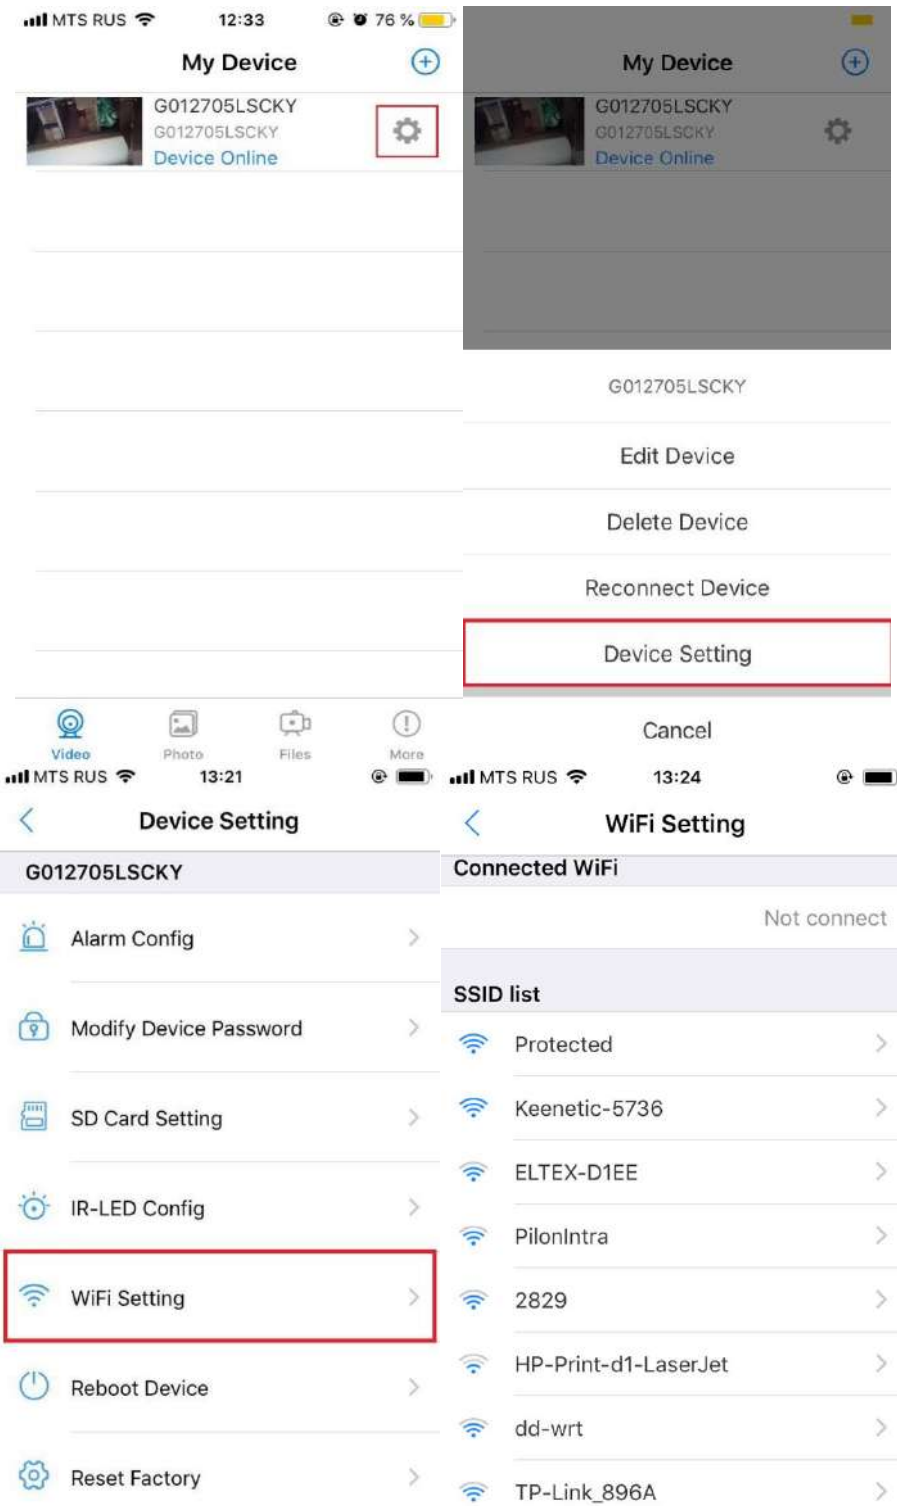 MTS RUS 12:33 76 %
My Device
G012705LSCKY
G012705LSCKY
Device Online
Video Photo Files More
My Device
G012705LSCKY
G012705LSCKY
Device Online
G012705LSCKY
Edit Device
Delete Device
Reconnect Device
Device Setting
Cancel
MTS RUS 13:21
Device Setting
G012705LSCKY
Alarm Config
Modify Device Password
SD Card Setting
IR-LED Config
WiFi Setting
Reboot Device
Reset Factory
MTS RUS 13:24
WiFi Setting
Connected WiFi
Not connect
SSID list
Protected
Keenetic-5736
ELTEX-D1EE
PilonIntra
2829
HP-Print-d1-LaserJet
dd-wrt
TP-Link_896A